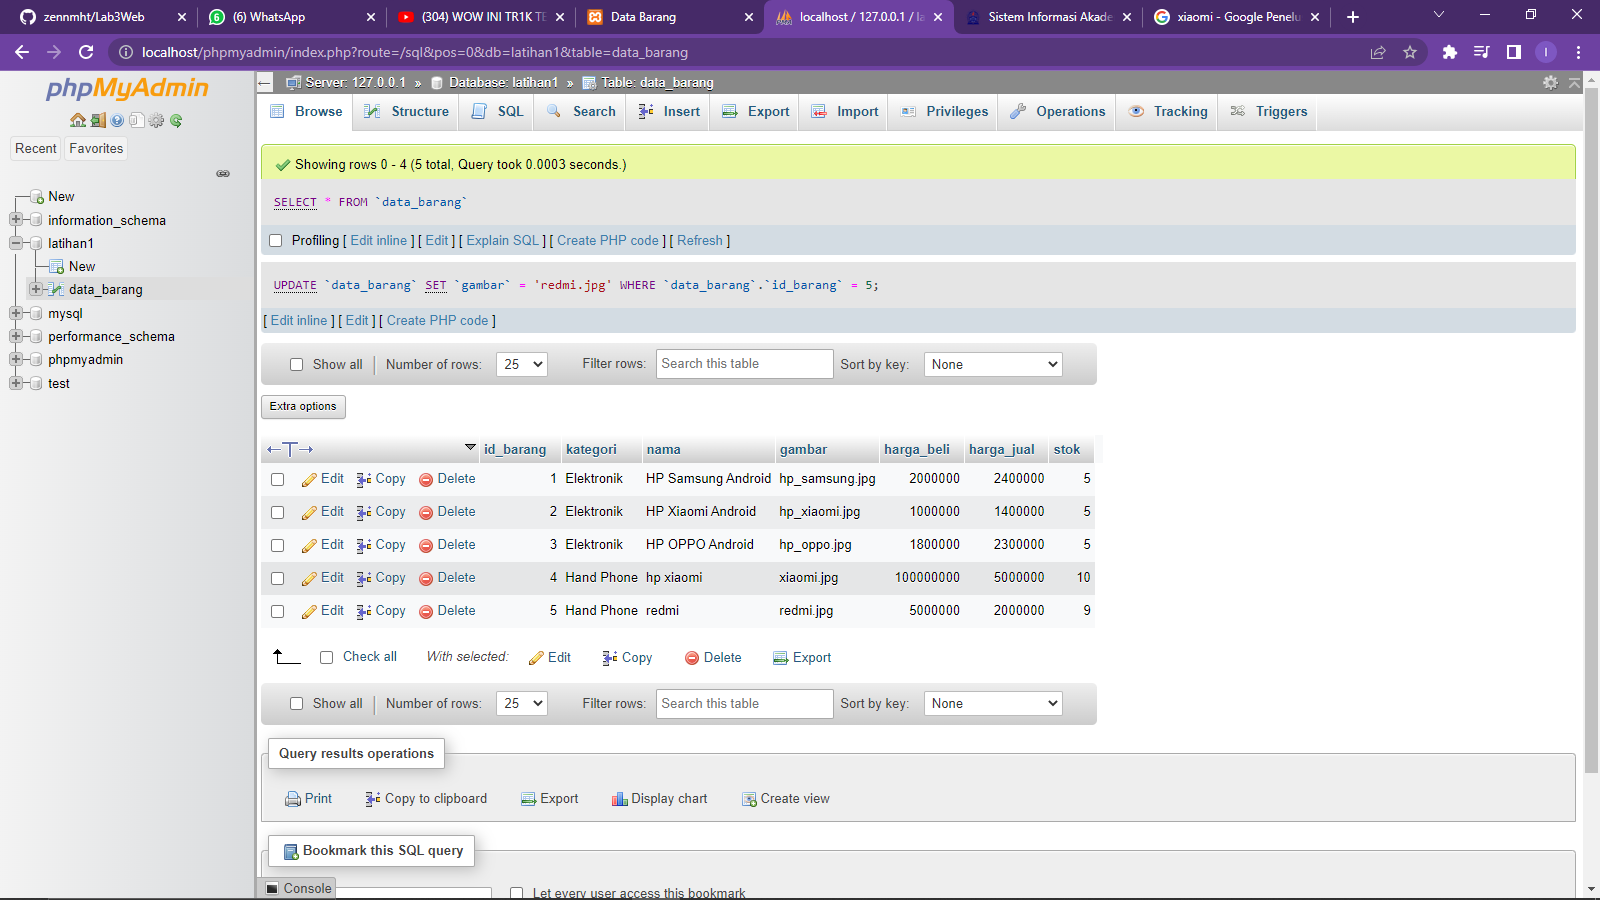 zennmht/Lab3Web
(6) WhatsApp
(304) WOW INI TR1K TE
Data Barang
localhost / 127.0.0.1 / la
Sistem Informasi Akade
xiaomi - Google Penelu
localhost/phpmyadmin/index.php?route=/sql&pos=0&db=latihan1&table=data_barang
I
phpMyAdmin
Recent
Favorites
New
information_schema
latihan1
New
data_barang
mysql
performance_schema
phpmyadmin
test
Server: 127.0.0.1 » Database: latihan1 » Table: data_barang
Browse Structure SQL Search Insert Export Import Privileges Operations Tracking Triggers
Showing rows 0 - 4 (5 total, Query took 0.0003 seconds.)
SELECT * FROM `data_barang`
Profiling [ Edit inline ] [ Edit ] [ Explain SQL ] [ Create PHP code ] [ Refresh ]
UPDATE `data_barang` SET `gambar` = 'redmi.jpg' WHERE `data_barang`.`id_barang` = 5;
[ Edit inline ] [ Edit ] [ Create PHP code ]
Show all Number of rows: 25 Filter rows: Search this table Sort by key: None
Extra options
id_barang kategori nama gambar harga_beli harga_jual stok
Edit Copy Delete 1 Elektronik HP Samsung Android hp_samsung.jpg 2000000 2400000 5
Edit Copy Delete 2 Elektronik HP Xiaomi Android hp_xiaomi.jpg 1000000 1400000 5
Edit Copy Delete 3 Elektronik HP OPPO Android hp_oppo.jpg 1800000 2300000 5
Edit Copy Delete 4 Hand Phone hp xiaomi xiaomi.jpg 100000000 5000000 10
Edit Copy Delete 5 Hand Phone redmi redmi.jpg 5000000 2000000 9
Check all With selected: Edit Copy Delete Export
Show all Number of rows: 25 Filter rows: Search this table Sort by key: None
Query results operations
Print Copy to clipboard Export Display chart Create view
Bookmark this SQL query
Console
Let every user access this bookmark